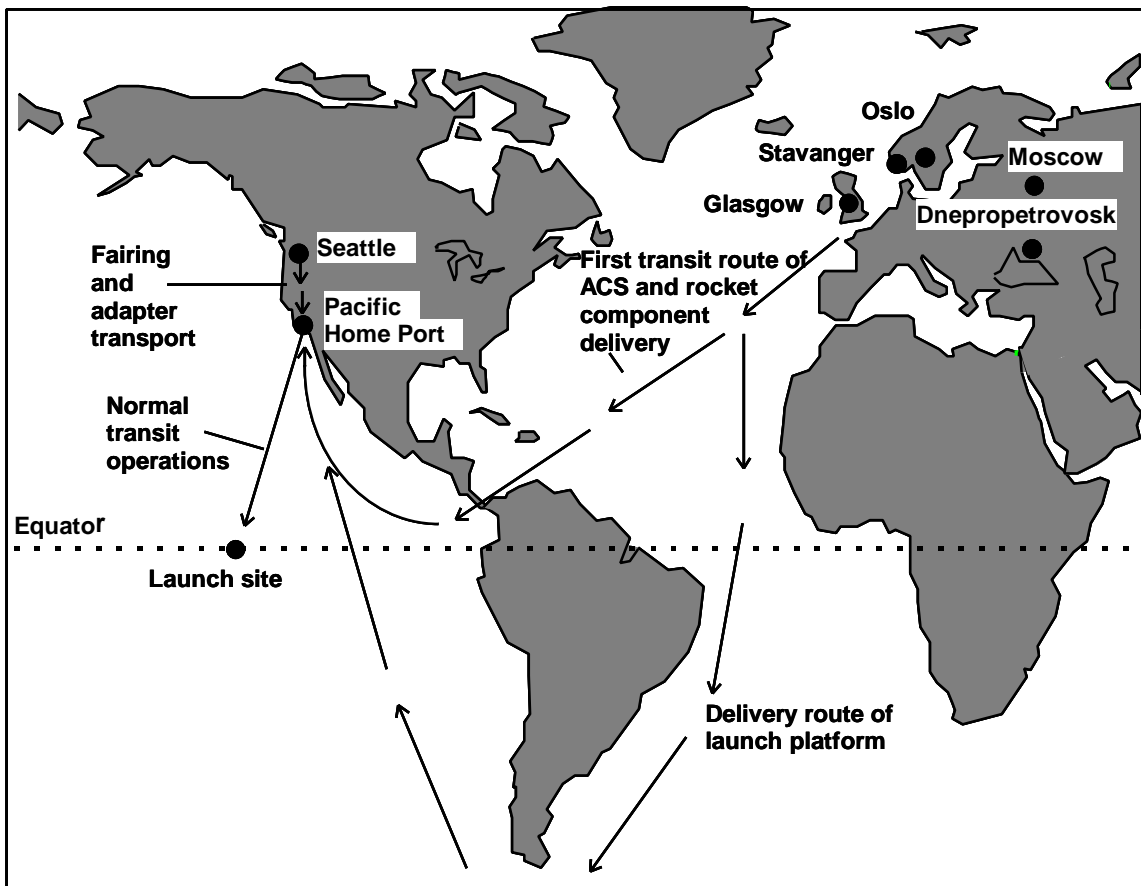 Oslo
Stavanger
Moscow
Glasgow
Dnepropetrovosk
Seattle
Fairing
and
adapter
transport
First transit route of
ACS and rocket
component
delivery
Pacific
Home Port
Normal
transit
operations
Equator
Launch site
Delivery route of
launch platform